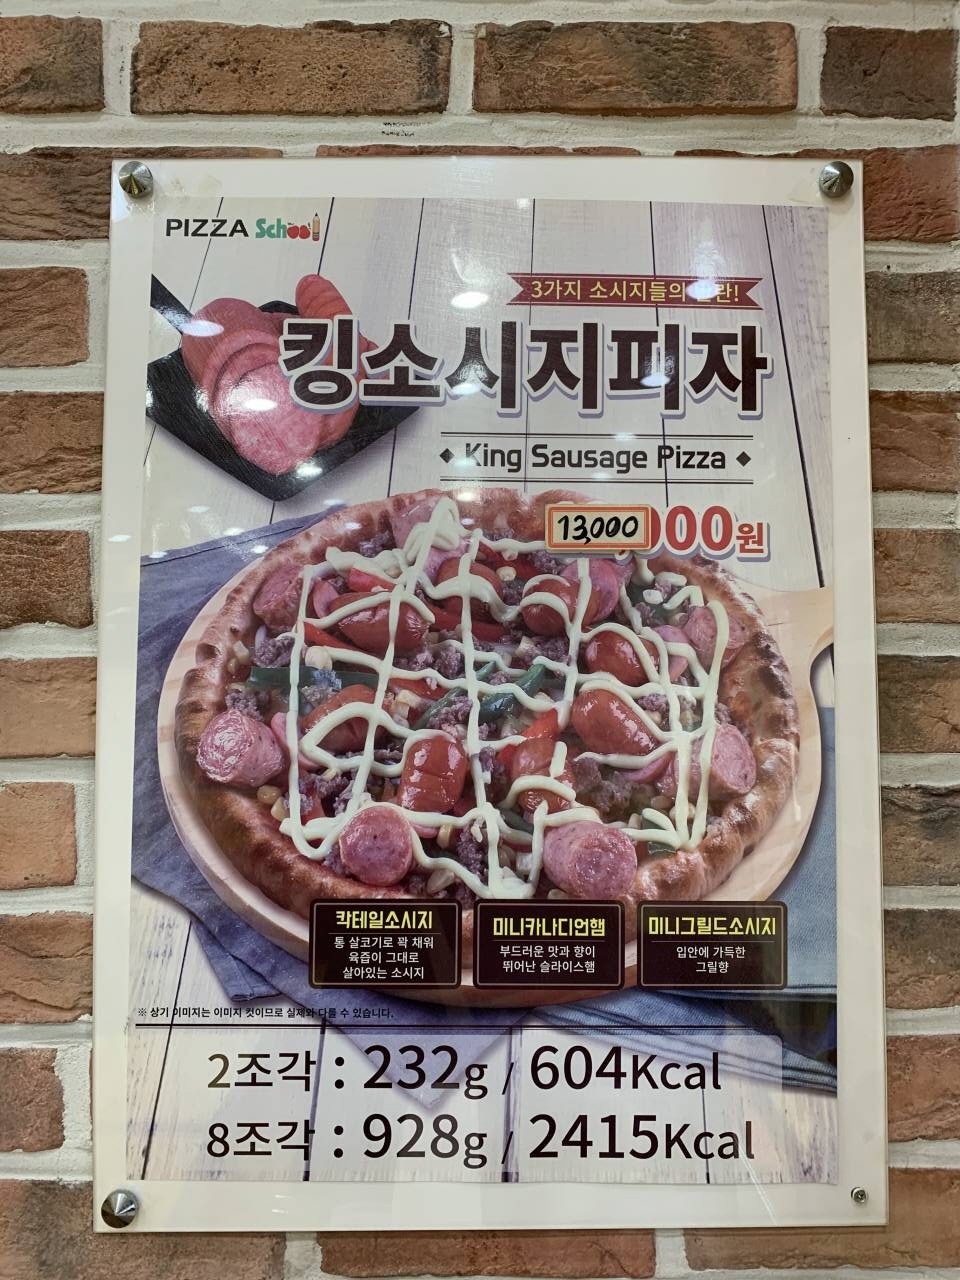 PIZZA School
3가지 소시지들의 란!
킹소시지피자
King Sausage Pizza
13,000
000원
칵테일소시지
통 살코기로 꽉 채워
육즙이 그대로
살아있는 소시지
미니카나디언햄
부드러운 맛과 향이
뛰어난 슬라이스햄
미니그릴드소시지
입안에 가득한
그릴향
※ 상기 이미지는 이미지 컷이므로 실제와 다를 수 있습니다.
2조각 : 232g / 604Kcal
8조각 : 928g / 2415Kcal